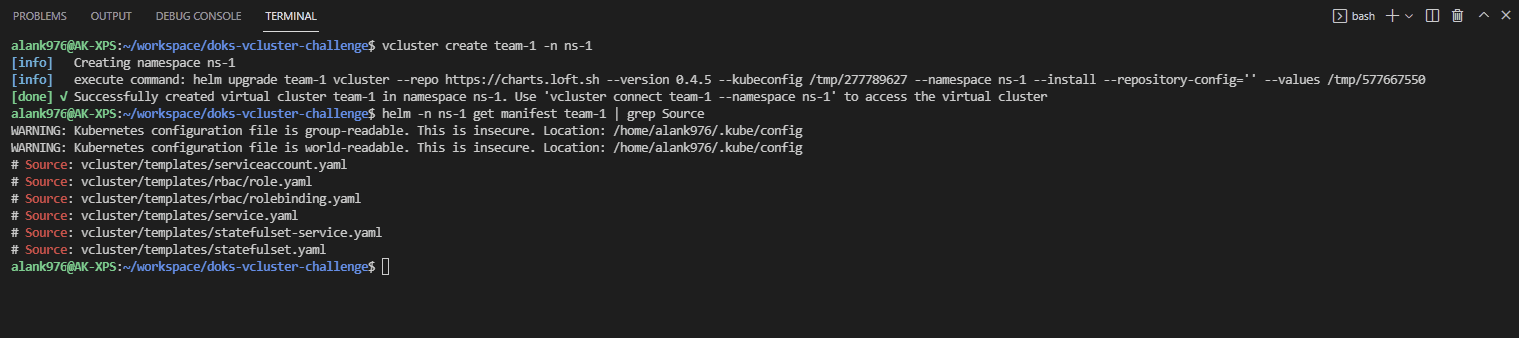 PROBLEMS OUTPUT DEBUG CONSOLE TERMINAL bash
alank976@AK-XPS:~/workspace/doks-vcluster-challenge$ vcluster create team-1 -n ns-1
[info] Creating namespace ns-1
[info] execute command: helm upgrade team-1 vcluster --repo https://charts.loft.sh --version 0.4.5 --kubeconfig /tmp/277789627 --namespace ns-1 --install --repository-config='' --values /tmp/577667550
[done] √ Successfully created virtual cluster team-1 in namespace ns-1. Use 'vcluster connect team-1 --namespace ns-1' to access the virtual cluster
alank976@AK-XPS:~/workspace/doks-vcluster-challenge$ helm -n ns-1 get manifest team-1 | grep Source
WARNING: Kubernetes configuration file is group-readable. This is insecure. Location: /home/alank976/.kube/config
WARNING: Kubernetes configuration file is world-readable. This is insecure. Location: /home/alank976/.kube/config
# Source: vcluster/templates/serviceaccount.yaml
# Source: vcluster/templates/rbac/role.yaml
# Source: vcluster/templates/rbac/rolebinding.yaml
# Source: vcluster/templates/service.yaml
# Source: vcluster/templates/statefulset-service.yaml
# Source: vcluster/templates/statefulset.yaml
alank976@AK-XPS:~/workspace/doks-vcluster-challenge$